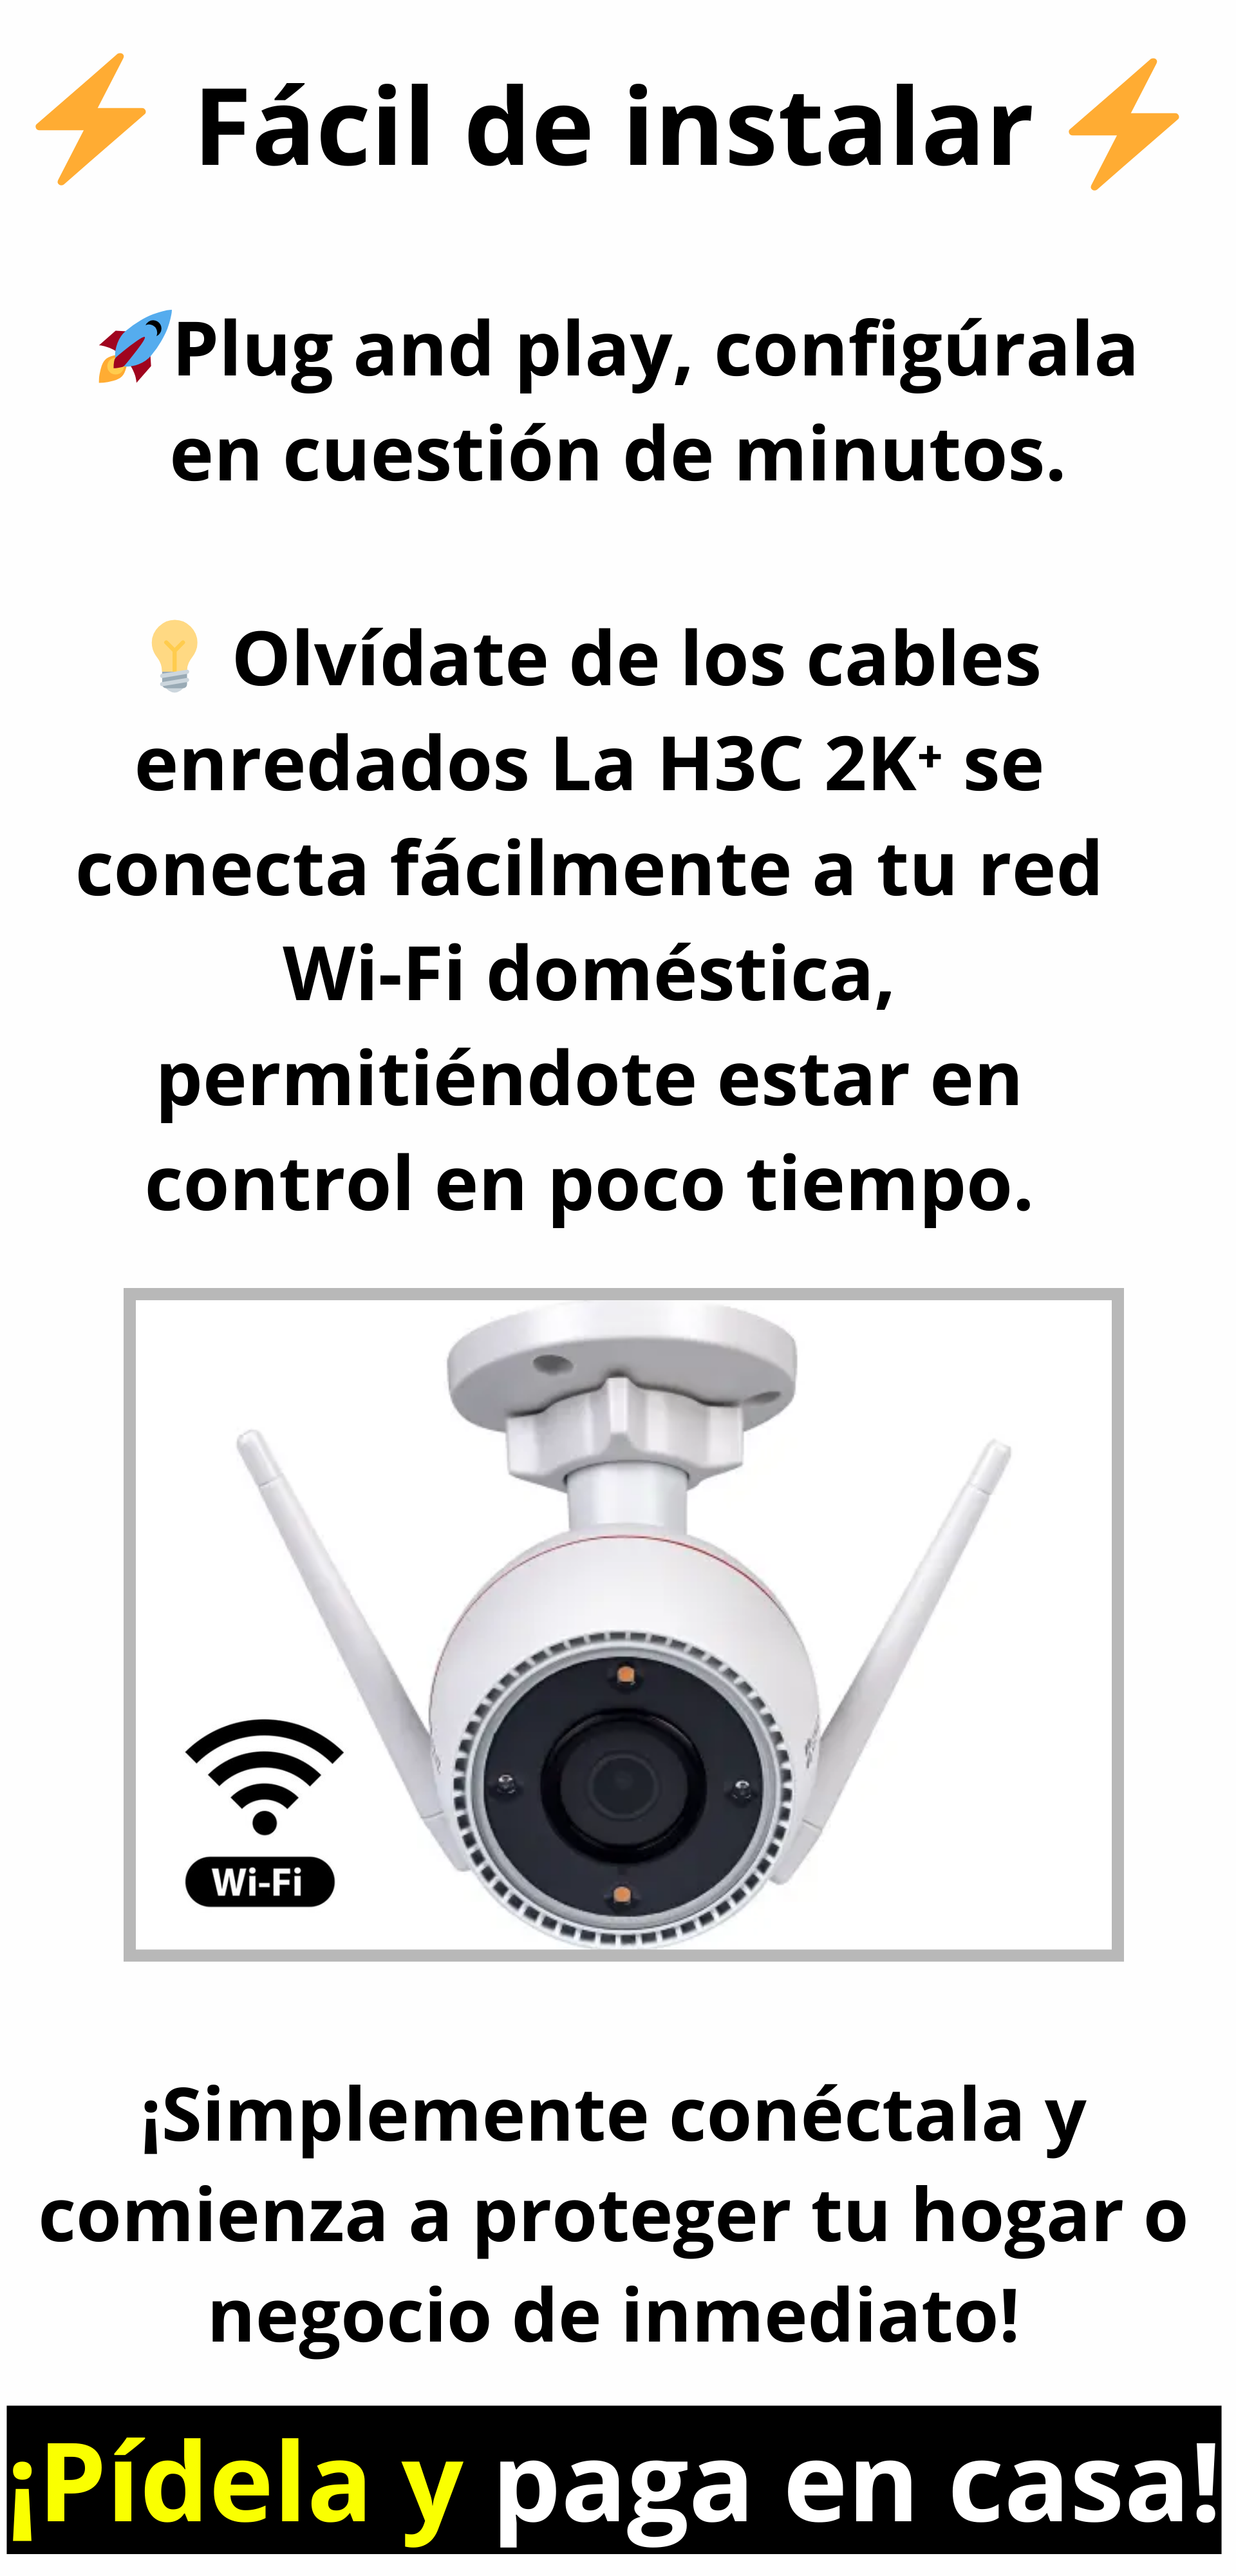 ⚡ Fácil de instalar ⚡
🚀Plug and play, configúrala
en cuestión de minutos.
💡 Olvídate de los cables
enredados La H3C 2K⁺ se
conecta fácilmente a tu red
Wi-Fi doméstica,
permitiéndote estar en
control en poco tiempo.
Wi-Fi
¡Simplemente conéctala y
comienza a proteger tu hogar o
negocio de inmediato!
¡Pídela y paga en casa!